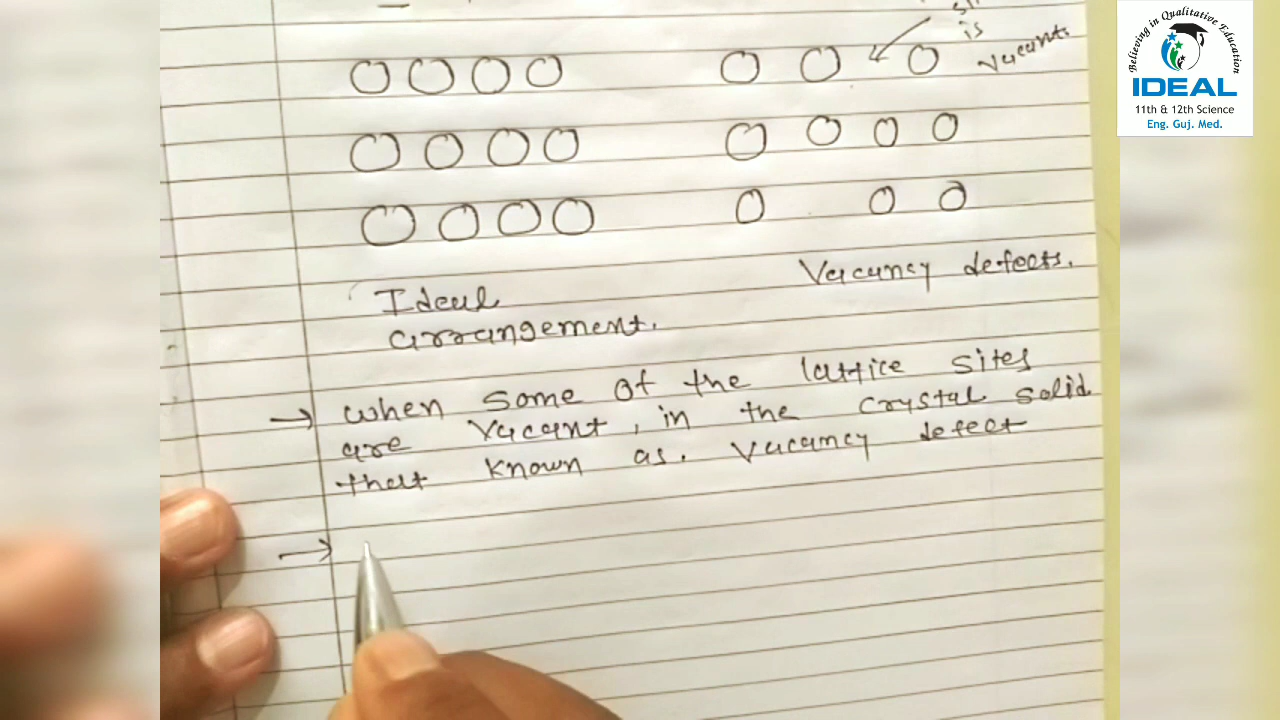 is
vacant.
Ideal
arrangement.
Vacancy defects.
→ When some of the lattice sites
are vacant, in the crystal solid
that known as. Vacancy defect
→
Believing in Qualitative Education
IDEAL
11th & 12th Science
Eng. Guj. Med.